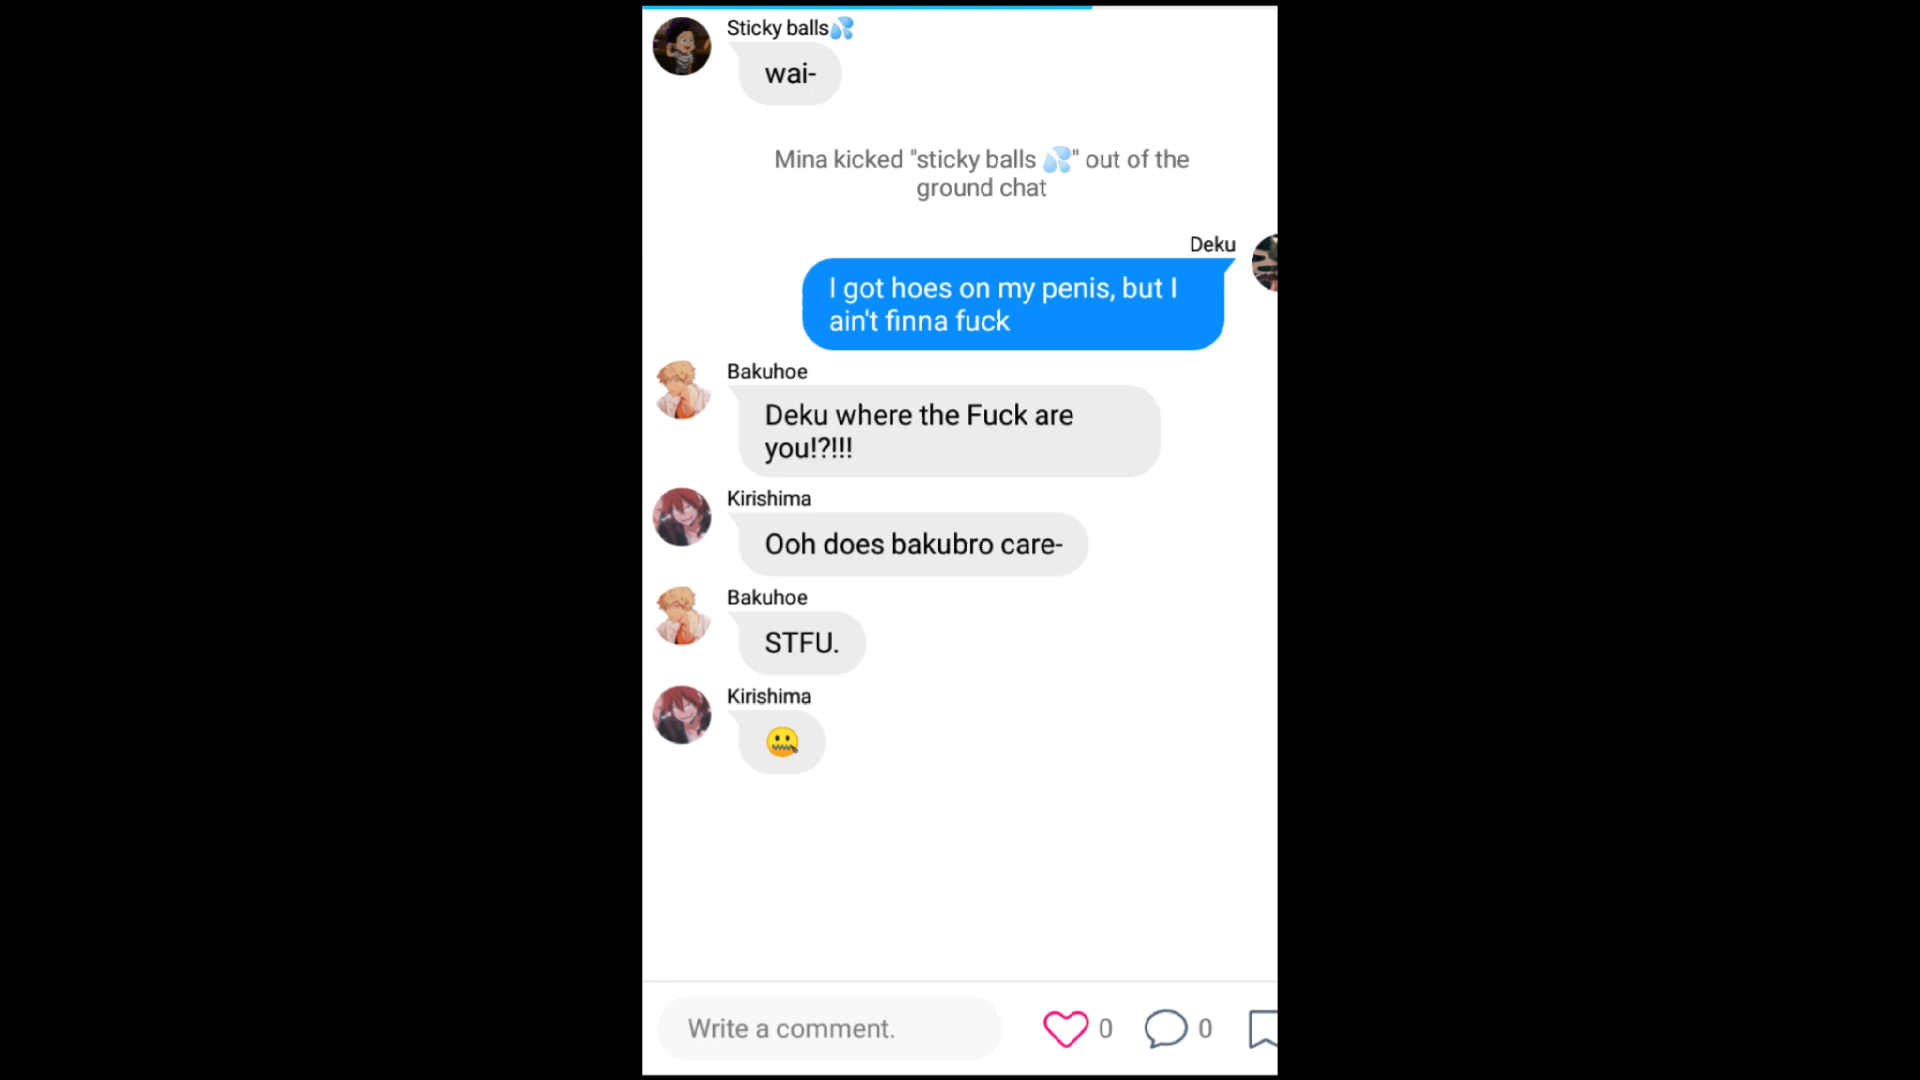 Sticky balls💦
wai-
Mina kicked "sticky balls 💦" out of the
ground chat
Deku
I got hoes on my penis, but I
ain't finna fuck
Bakuhoe
Deku where the Fuck are
you!?!!!
Kirishima
Ooh does bakubro care-
Bakuhoe
STFU.
Kirishima
🤐
Write a comment.
0
0